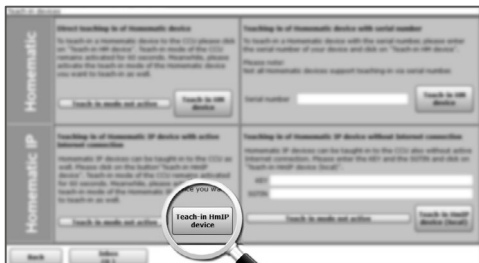 Teach-in devices
Homematic
Direct teaching in of Homematic device
To teach-in a Homematic device to the CCU please click
on "Teach-in HM device". Teach-in mode of the CCU
remains activated for 60 seconds. Meanwhile, please
activate the teach-in mode of the Homematic device
you want to teach-in as well.
Teach-in mode not active
Teach-in HM
device
Teaching-in of Homematic device with serial number
To teach-in a Homematic device with the serial number, please enter
the serial number of your device and click on "Teach-in HM device".
Please note:
Not all Homematic devices support teaching-in via serial number.
Serial number
Teach-in HM
device
Homematic IP
Teaching-in of Homematic IP device with active
Internet connection
Homematic IP devices can be taught-in to the CCU as
well. Please click on the button "Teach-in HmIP
device". Teach-in mode of the CCU remains activated
for 60 seconds. Meanwhile, please
teach-in mode of the Homematic IP you want
to teach-in as well.
Teach-in mode not active
Teach-in HmIP
device
Teaching-in of Homematic IP device without Internet connection
Homematic IP devices can be taught-in to the CCU also without active
Internet connection. Please enter the KEY and the SGTIN and click on
"Teach-in HmIP device (local)".
KEY
SGTIN
Teach-in mode not active
Teach-in HmIP
device (local)
Back
Inbox